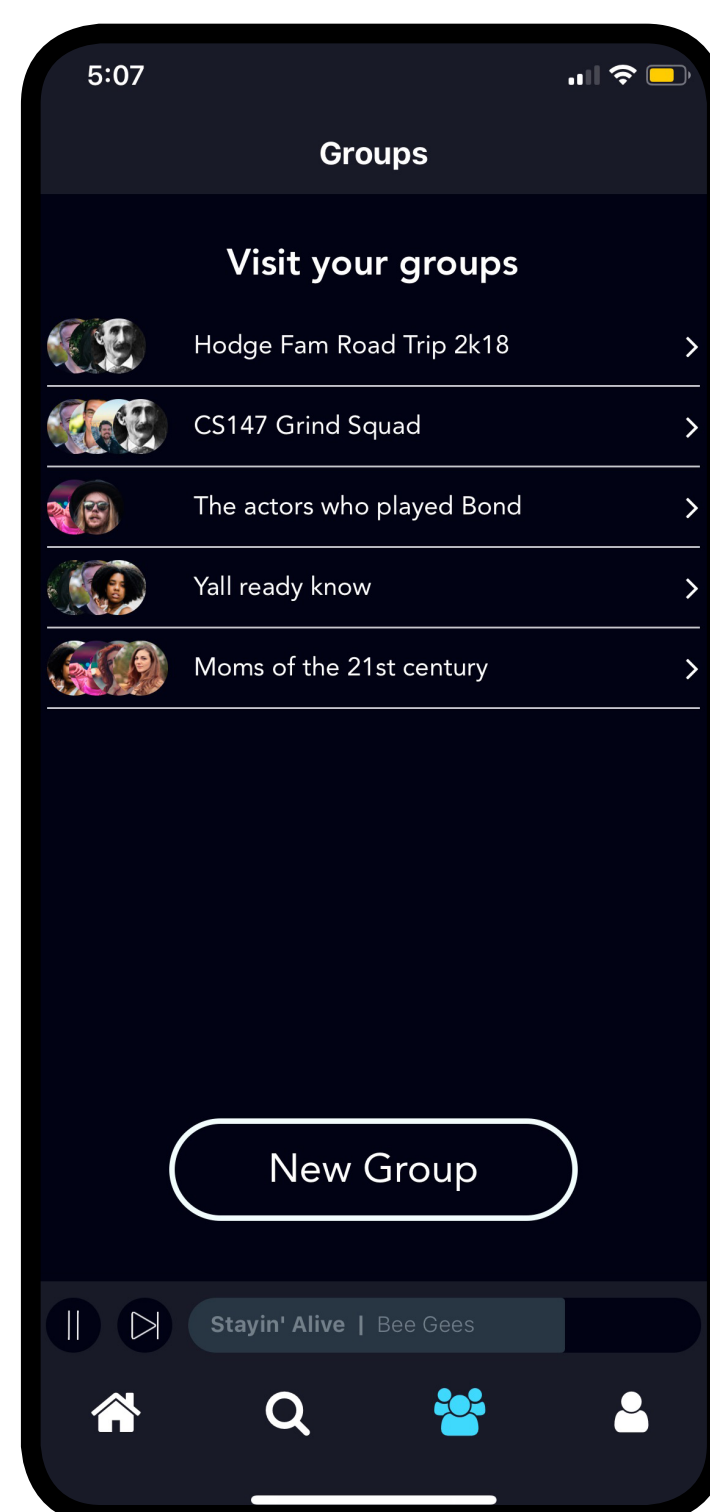 5:07
Groups
Visit your groups
Hodge Fam Road Trip 2k18
CS147 Grind Squad
The actors who played Bond
Yall ready know
Moms of the 21st century
New Group
Stayin' Alive | Bee Gees